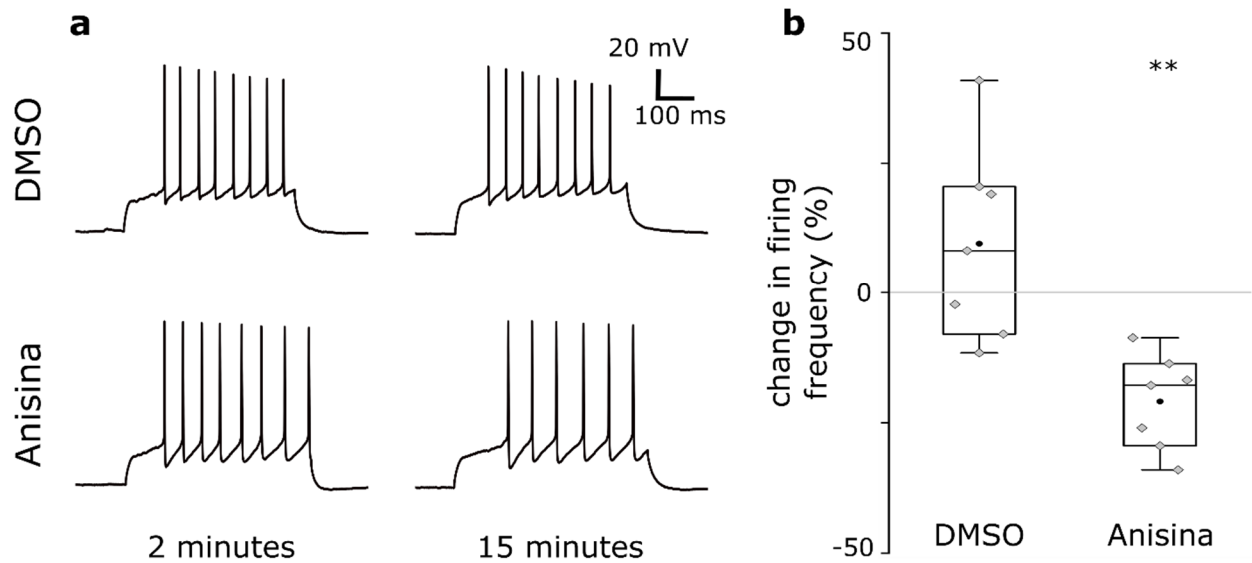 a
20 mV
100 ms
DMSO
Anisina
2 minutes
15 minutes
b
50
**
change in firing
frequency (%)
0
-50
DMSO
Anisina